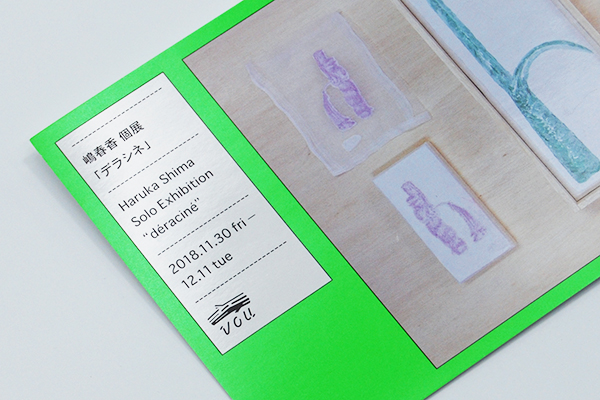 嶋春香 個展
「デラシネ」
Haruka Shima
Solo Exhibition
“déraciné”
2018.11.30 fri —
12.11 tue
VOU